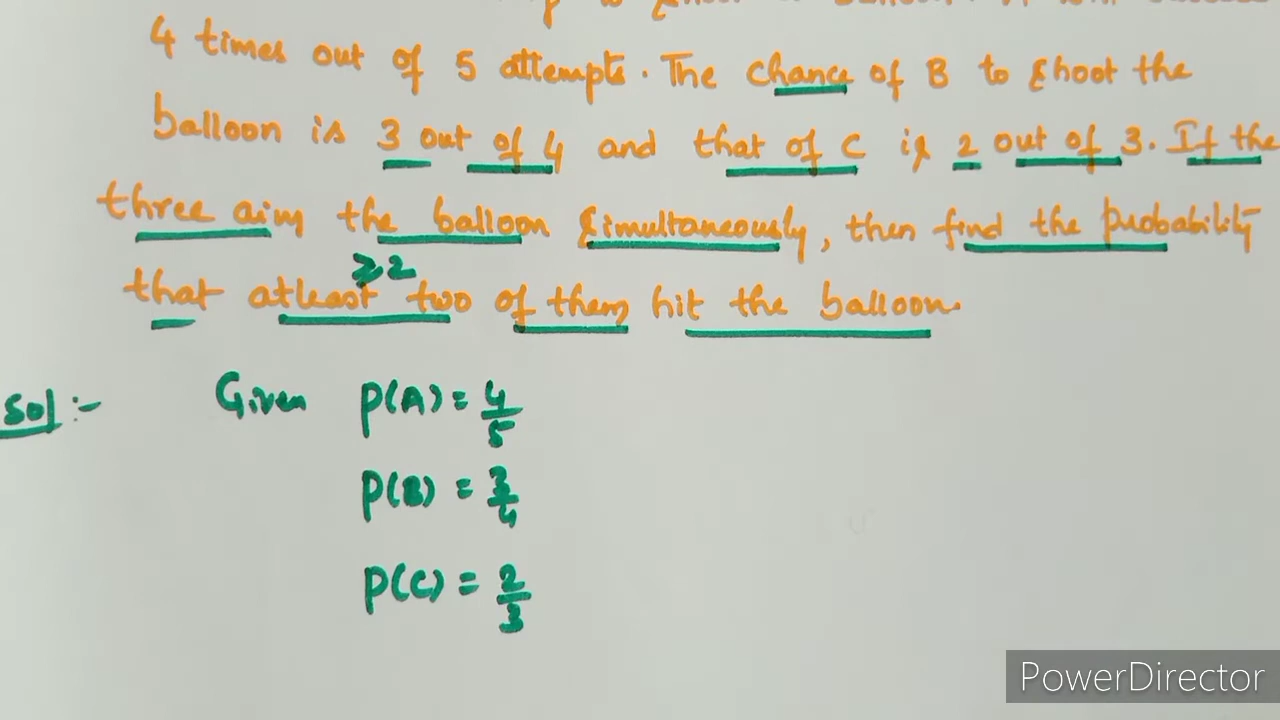 4 times out of 5 attempts. The chance of B to shoot the
balloon is 3 out of 4 and that of C is 2 out of 3. If the
three aim the balloon simultaneously, then find the probability
≥2
that atleast two of them hit the balloon.
Sol :- Given P(A) = 4/5
P(B) = 3/4
P(C) = 2/3
PowerDirector